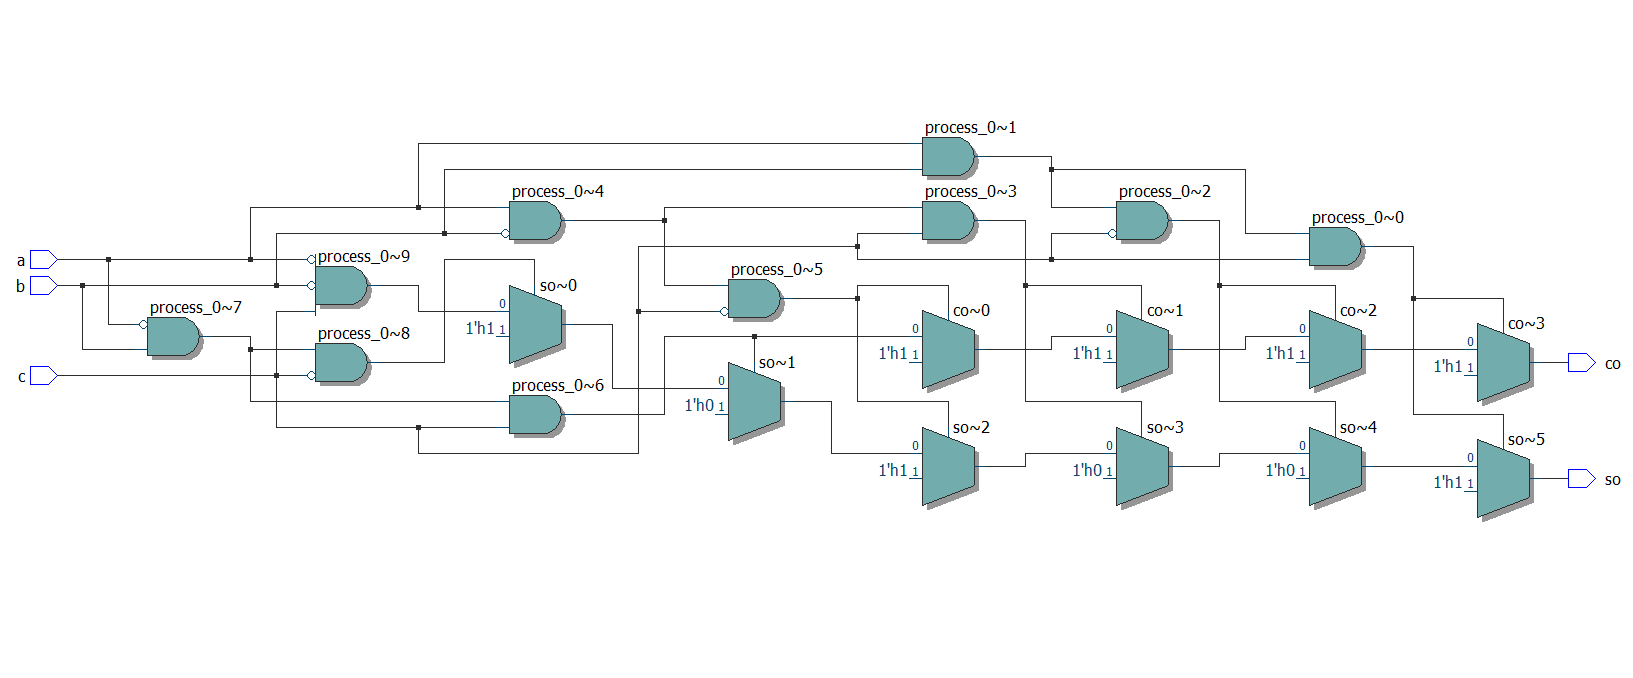 process_0~1
process_0~4
process_0~3
process_0~2
process_0~0
a
process_0~9
b
process_0~5
so~0
process_0~7
0
1'h1 1
co~0
0
1'h1 1
co~1
0
1'h1 1
co~2
0
1'h1 1
co~3
0
1'h1 1
co
process_0~8
c
process_0~6
so~1
0
1'h0 1
so~2
0
1'h1 1
so~3
0
1'h0 1
so~4
0
1'h0 1
so~5
0
1'h1 1
so